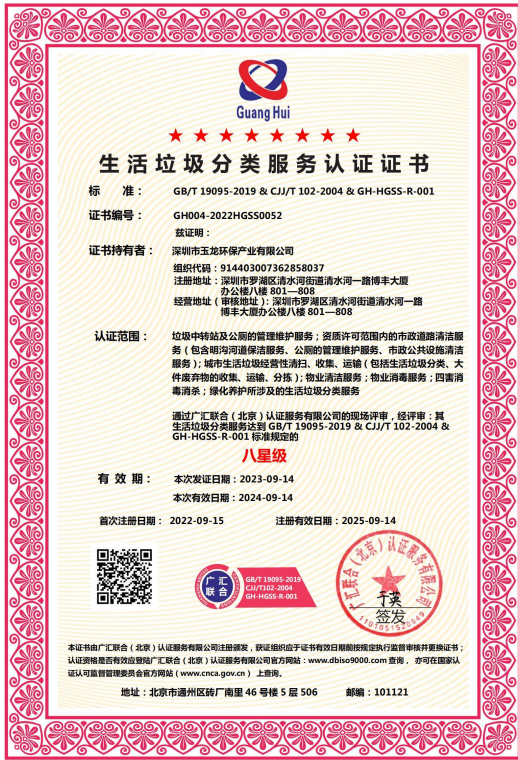 Guang Hui
生活垃圾分类服务认证证书
标 准： GB/T 19095-2019 & CJJ/T 102-2004 & GH-HGSS-R-001
证书编号： GH004-2022HGSS0052
兹证明：
证书持有者： 深圳市玉龙环保产业有限公司
组织代码：914403007362858037
注册地址：深圳市罗湖区清水河街道清水河一路博丰大厦
办公楼八楼 801—808
经营地址（审核地址）：深圳市罗湖区清水河街道清水河一路
博丰大厦办公楼八楼 801—808
认证范围： 垃圾中转站及公厕的管理维护服务；资质许可范围内的市政道路清洁服
务（包含明沟河道保洁服务、公厕的管理维护服务、市政公共设施清洁
服务）；城市生活垃圾经营性清扫、收集、运输（包括生活垃圾分类、大
件废弃物的收集、运输、分拣）；物业清洁服务；物业消毒服务；四害消
毒消杀；绿化养护所涉及的生活垃圾分类服务
通过广汇联合（北京）认证服务有限公司的现场评审，经评审：其
生活垃圾分类服务达到 GB/T 19095-2019 & CJJ/T 102-2004 &
GH-HGSS-R-001 标准规定的
八星级
有 效 期： 本次发证日期：2023-09-14
本次有效日期：2024-09-14
首次注册日期： 2022-09-15 注册有效日期：2025-09-14
广汇
联合
GB/T 19095-2019
CJJ/T102-2004
GH-HGSS-R-001
广汇联合（北京）认证服务有限公司
于英
签发
1101051520549
本证书由广汇联合（北京）认证服务有限公司注册颁发，获证组织应于证书有效日期前按规定执行监督审核并更换证书；
认证资格是否有效应登陆广汇联合（北京）认证服务有限公司官方网站：www.dbiso9000.com 查询， 亦可在国家认
证认可监督管理委员会官方网站（www.cnca.gov.cn ）上查询。
地址：北京市通州区砖厂南里 46 号楼 5 层 506 邮编：101121